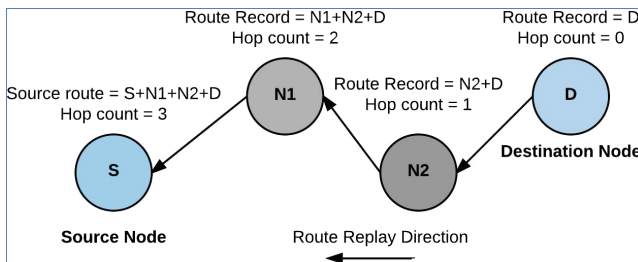 Route Record = N1+N2+D
Hop count = 2
Route Record = D
Hop count = 0
Source route = S+N1+N2+D
Hop count = 3
N1
Route Record = N2+D
Hop count = 1
D
S
N2
Destination Node
Source Node
Route Replay Direction